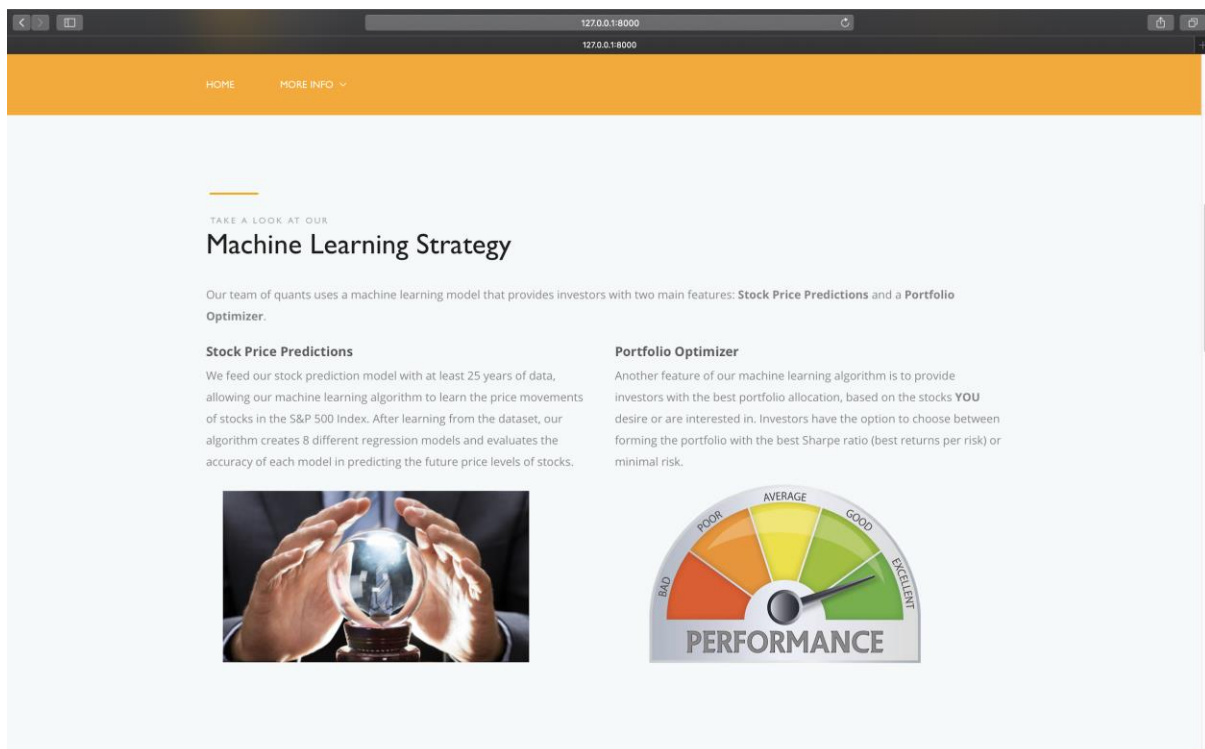 127.0.0.1:8000
127.0.0.1:8000
HOME
MORE INFO
TAKE A LOOK AT OUR
Machine Learning Strategy
Our team of quants uses a machine learning model that provides investors with two main features: Stock Price Predictions and a Portfolio
Optimizer.
Stock Price Predictions
We feed our stock prediction model with at least 25 years of data,
allowing our machine learning algorithm to learn the price movements
of stocks in the S&P 500 Index. After learning from the dataset, our
algorithm creates 8 different regression models and evaluates the
accuracy of each model in predicting the future price levels of stocks.
Portfolio Optimizer
Another feature of our machine learning algorithm is to provide
investors with the best portfolio allocation, based on the stocks YOU
desire or are interested in. Investors have the option to choose between
forming the portfolio with the best Sharpe ratio (best returns per risk) or
minimal risk.
BAD
POOR
AVERAGE
GOOD
EXCELLENT
PERFORMANCE